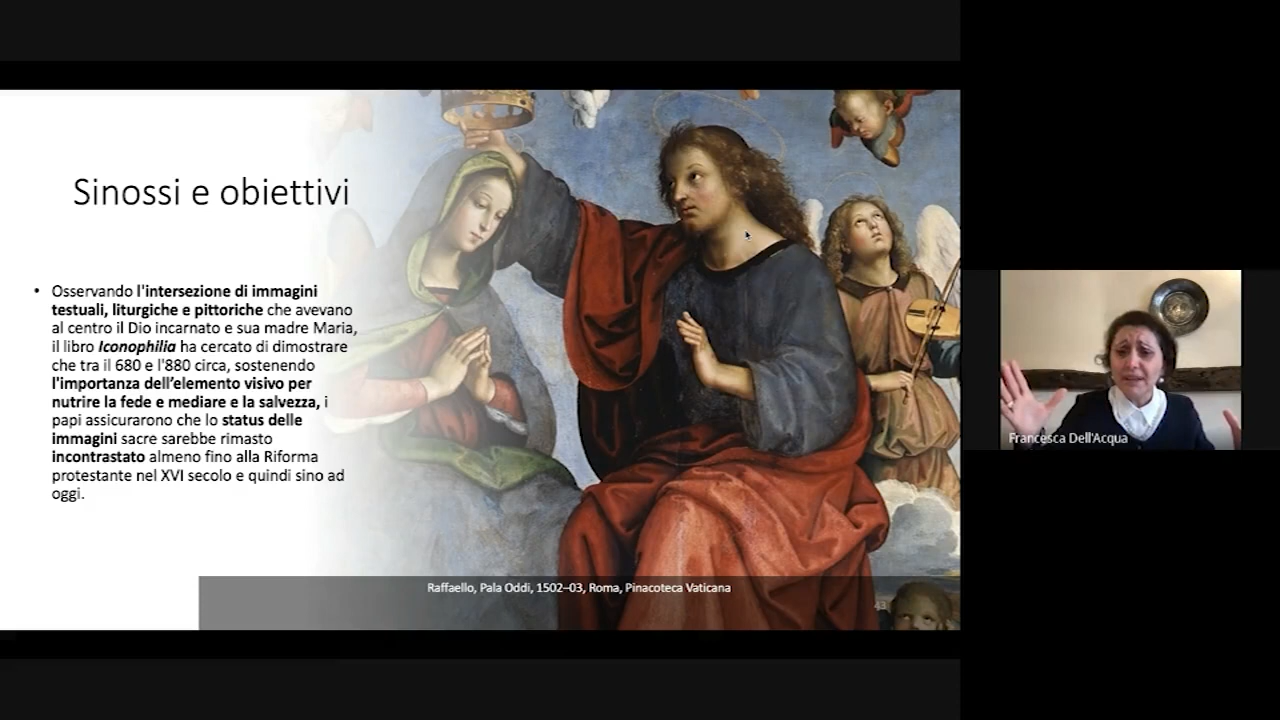 Sinossi e obiettivi
• Osservando l'intersezione di immagini
testuali, liturgiche e pittoriche che avevano
al centro il Dio incarnato e sua madre Maria,
il libro Iconophilia ha cercato di dimostrare
che tra il 680 e l'880 circa, sostenendo
l'importanza dell’elemento visivo per
nutrire la fede e mediare e la salvezza, i
papi assicurarono che lo status delle
immagini sacre sarebbe rimasto
incontrastato almeno fino alla Riforma
protestante nel XVI secolo e quindi sino ad
oggi.
Raffaello, Pala Oddi, 1502–03, Roma, Pinacoteca Vaticana
43
Francesca Dell'Acqua